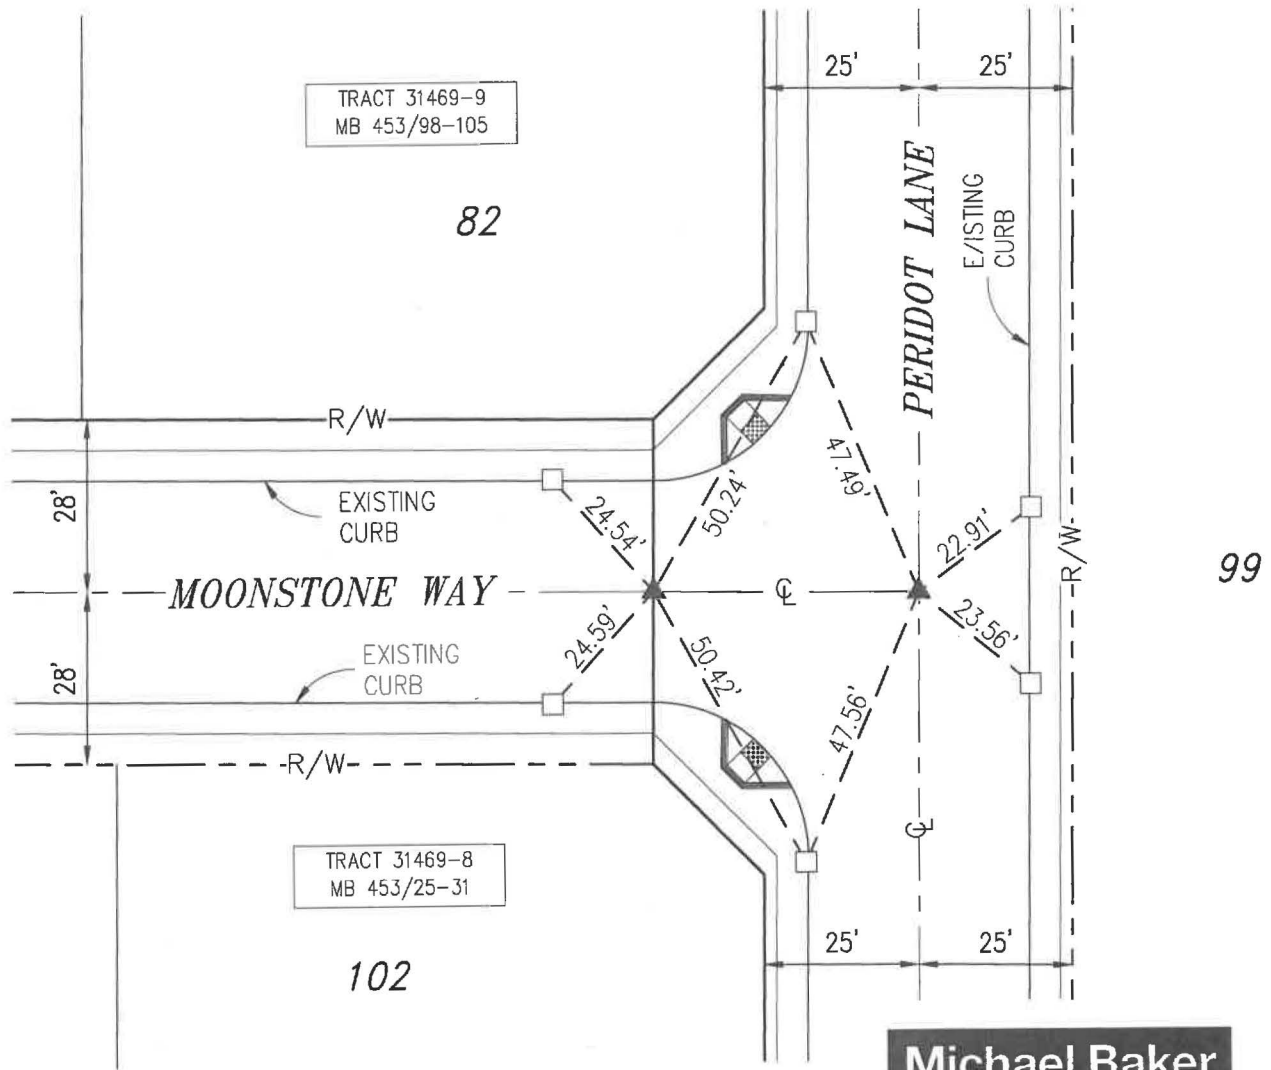 25'
25'
TRACT 31469-9
MB 453/98-105
82
PERIDOT LANE
E/ISTING
CURB
R/W
28'
EXISTING
CURB
24.54'
50.24'
47.49'
22.91'
R/W
99
MOONSTONE WAY
℄
23.56'
28'
EXISTING
CURB
24.59'
50.42'
47.56'
R/W
℄
TRACT 31469-8
MB 453/25-31
102
25'
25'
Michael Baker